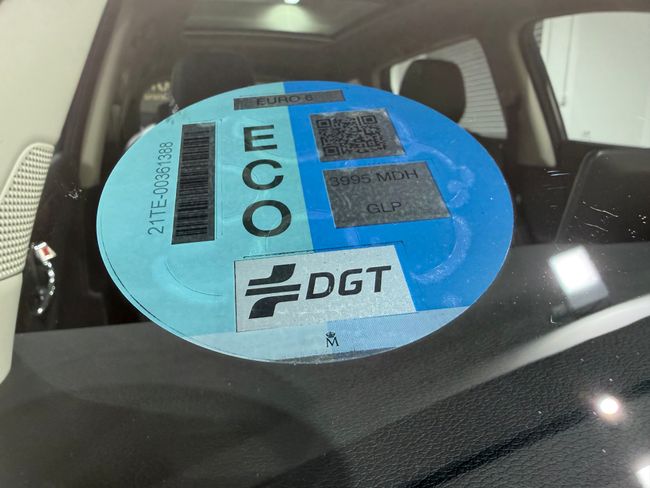 EURO 6
21TE-00361388
ECO
3995 MDH
GLP
DGT
M